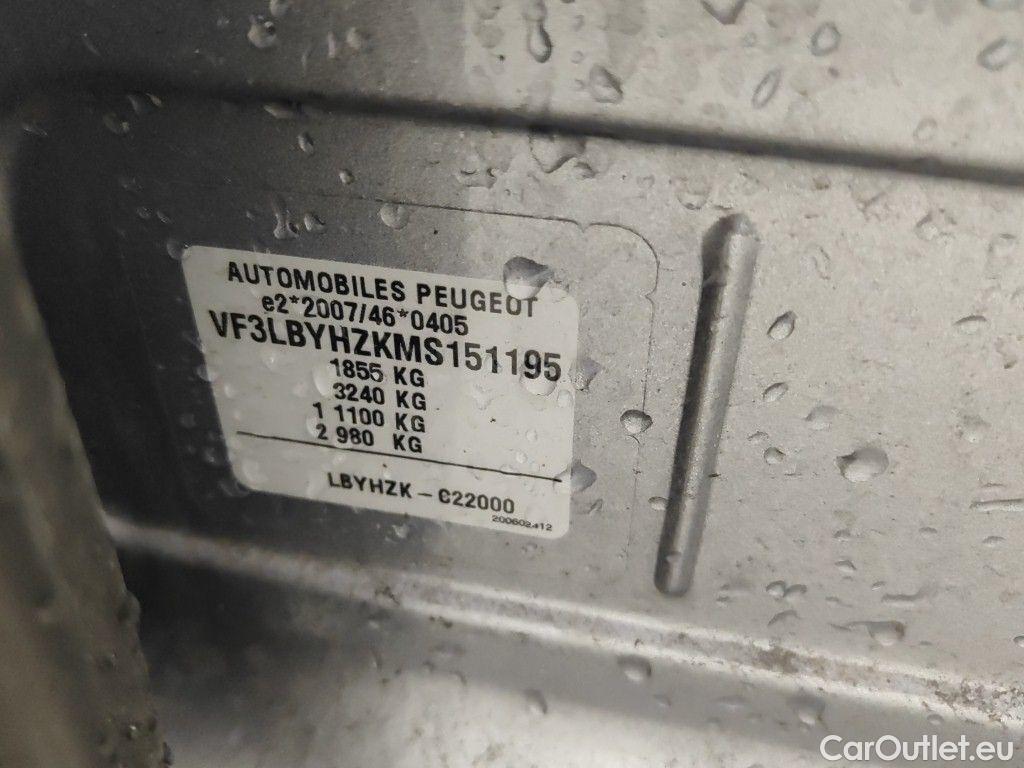 AUTOMOBILES PEUGEOT
e2*2007/46*0405
VF3LBYHZKMS151195
1855 KG
3240 KG
1 1100 KG
2 980 KG
LBYHZK - C22000
200602412
CarOutlet.eu